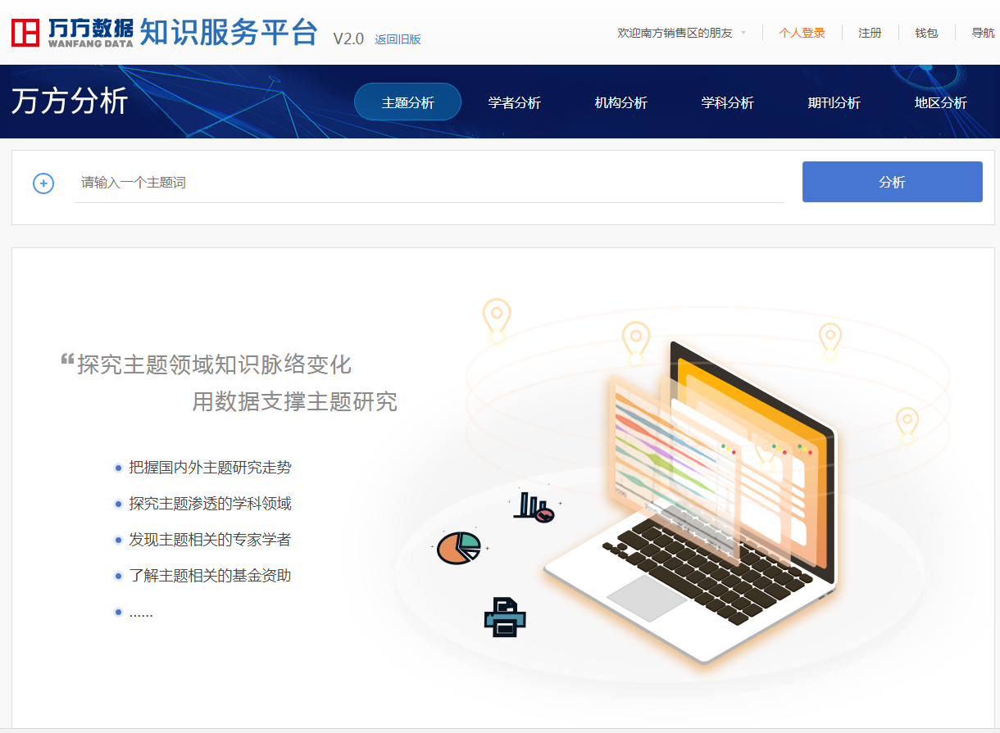 万方数据
WANFANG DATA
知识服务平台 V2.0 返回旧版
欢迎南方销售区的朋友 个人登录 注册 钱包 导航
万方分析 主题分析 学者分析 机构分析 学科分析 期刊分析 地区分析
请输入一个主题词 分析
“探究主题领域知识脉络变化
用数据支撑主题研究
把握国内外主题研究走势
探究主题渗透的学科领域
发现主题相关的专家学者
了解主题相关的基金资助
......